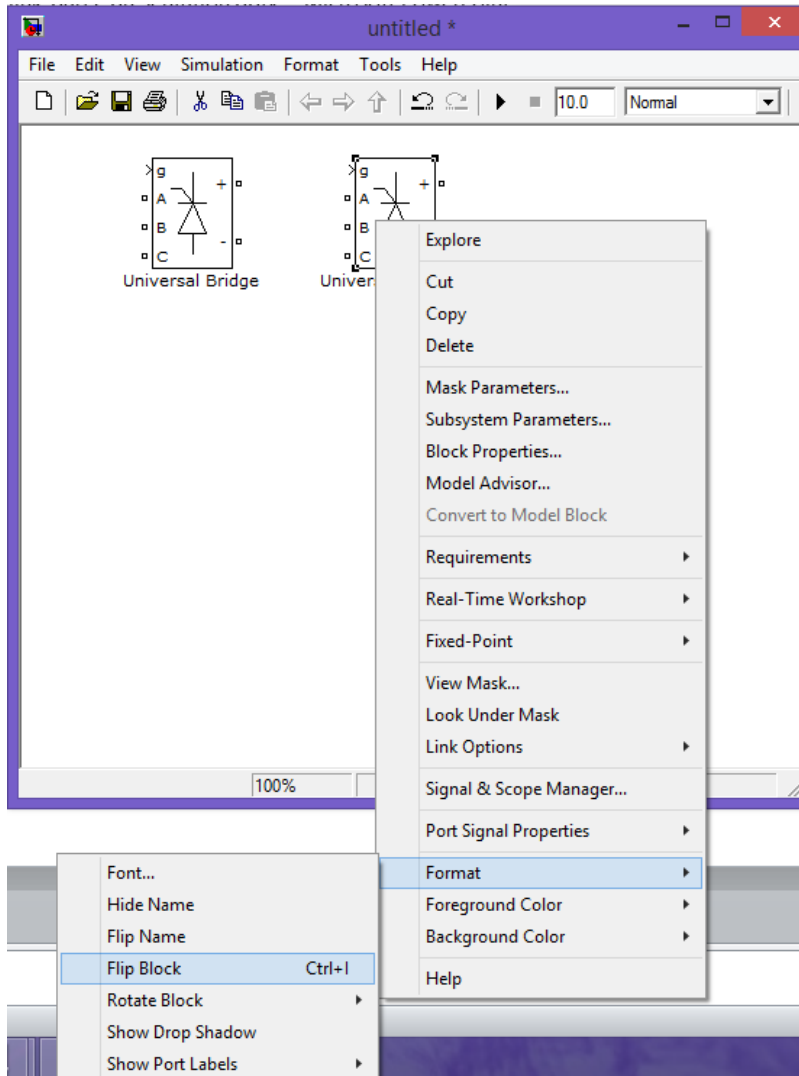 untitled *
File Edit View Simulation Format Tools Help
10.0 Normal
g
A
B
C
+
-
Universal Bridge
g
A
B
C
+
Univer
Explore
Cut
Copy
Delete
Mask Parameters...
Subsystem Parameters...
Block Properties...
Model Advisor...
Convert to Model Block
Requirements
Real-Time Workshop
Fixed-Point
View Mask...
Look Under Mask
Link Options
Signal & Scope Manager...
Port Signal Properties
Format
Foreground Color
Background Color
Help
100%
Font...
Hide Name
Flip Name
Flip Block Ctrl+I
Rotate Block
Show Drop Shadow
Show Port Labels